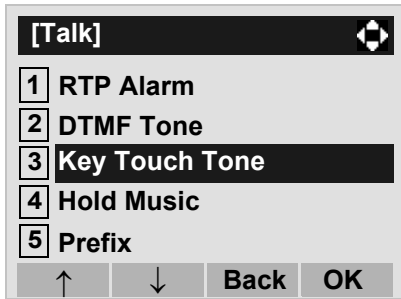 [Talk]
1 RTP Alarm
2 DTMF Tone
3 Key Touch Tone
4 Hold Music
5 Prefix
↑ ↓ Back OK